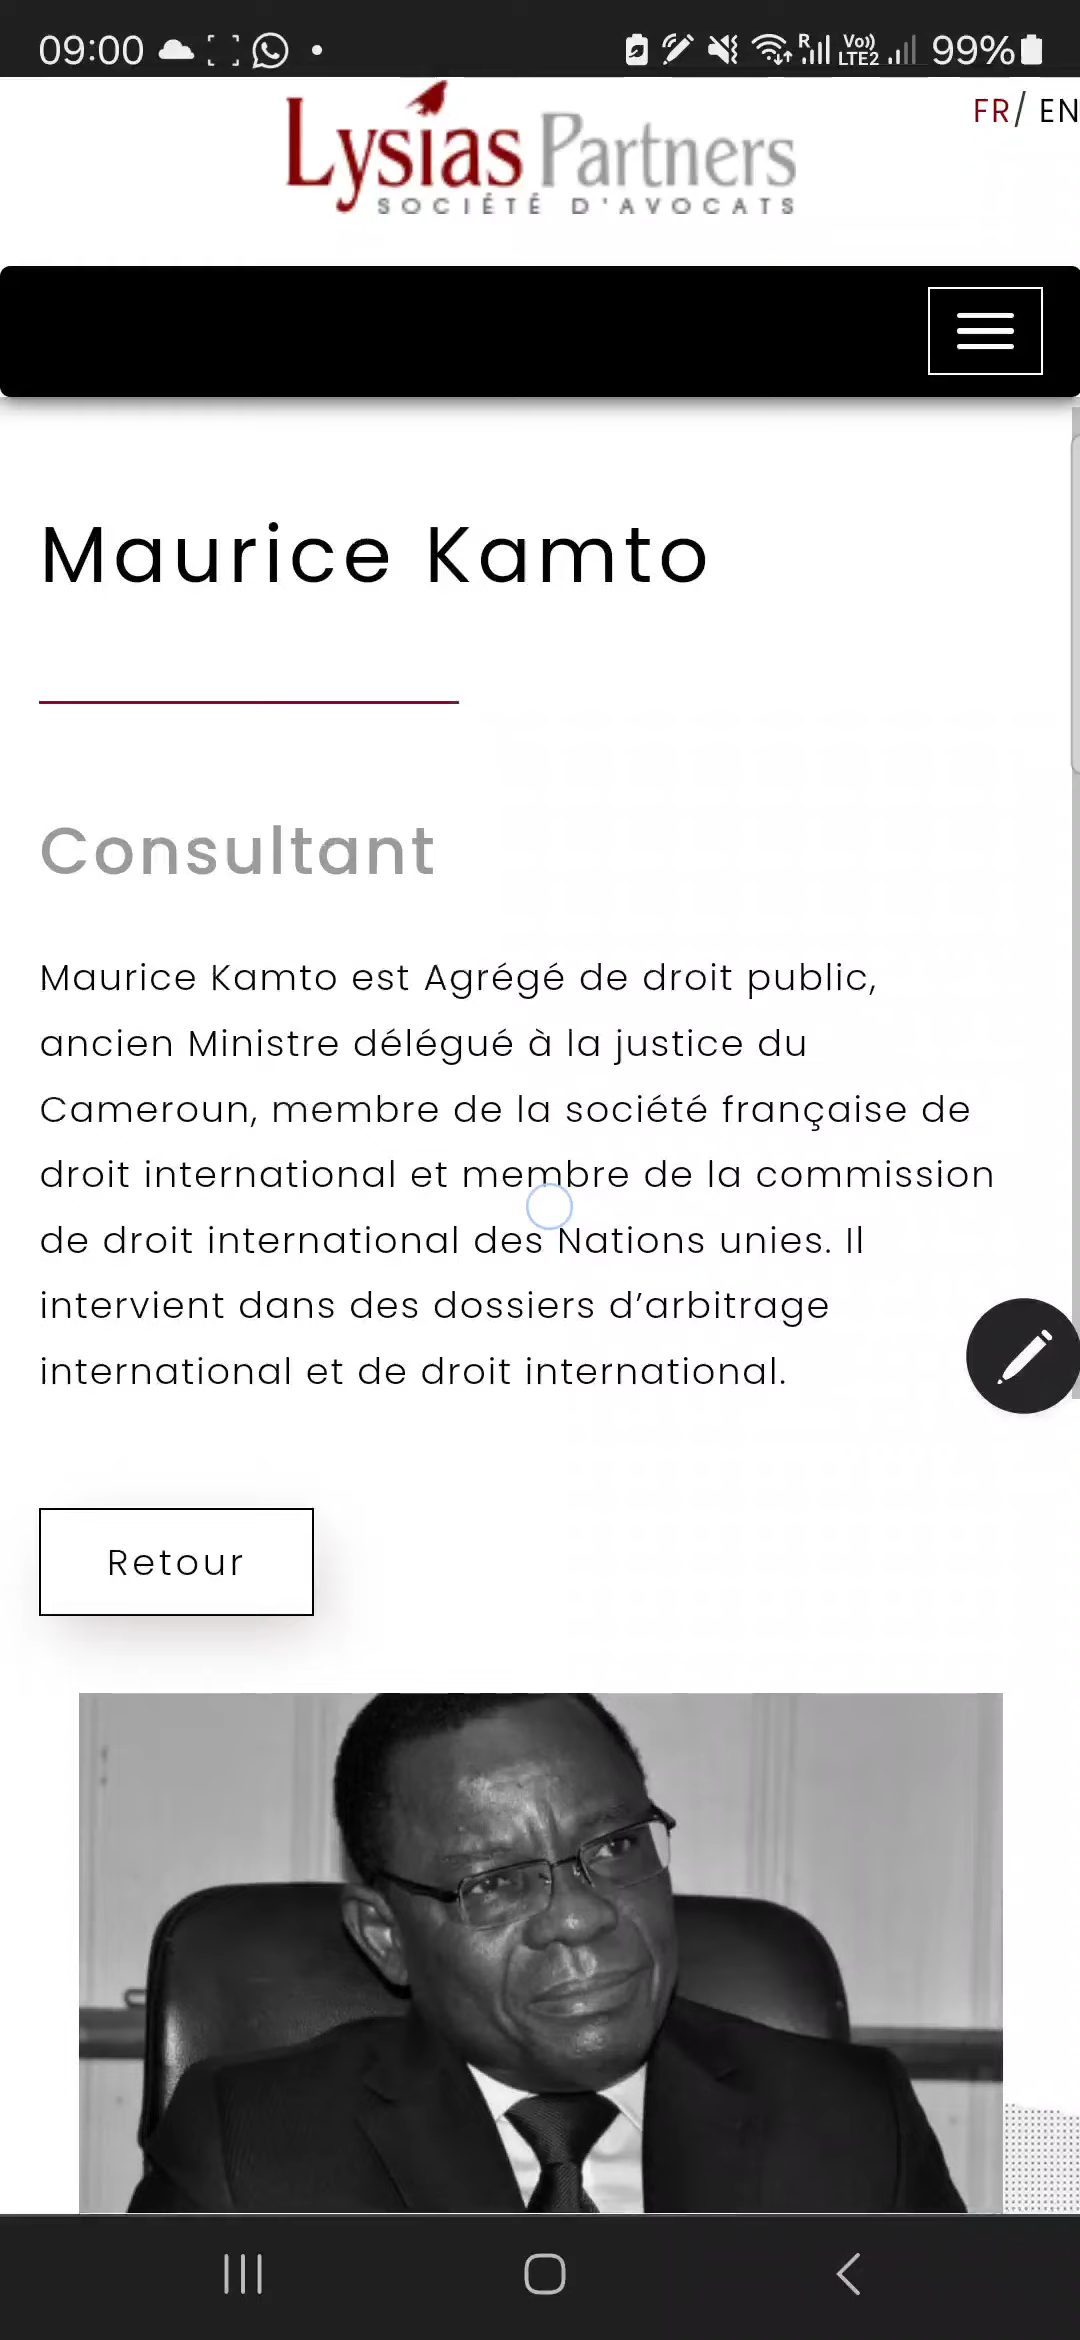 09:00
R
Vo))
LTE2
99%
Lysias Partners
SOCIÉTÉ D'AVOCATS
FR/ EN
Maurice Kamto
Consultant
Maurice Kamto est Agrégé de droit public,
ancien Ministre délégué à la justice du
Cameroun, membre de la société française de
droit international et membre de la commission
de droit international des Nations unies. Il
intervient dans des dossiers d’arbitrage
international et de droit international.
Retour